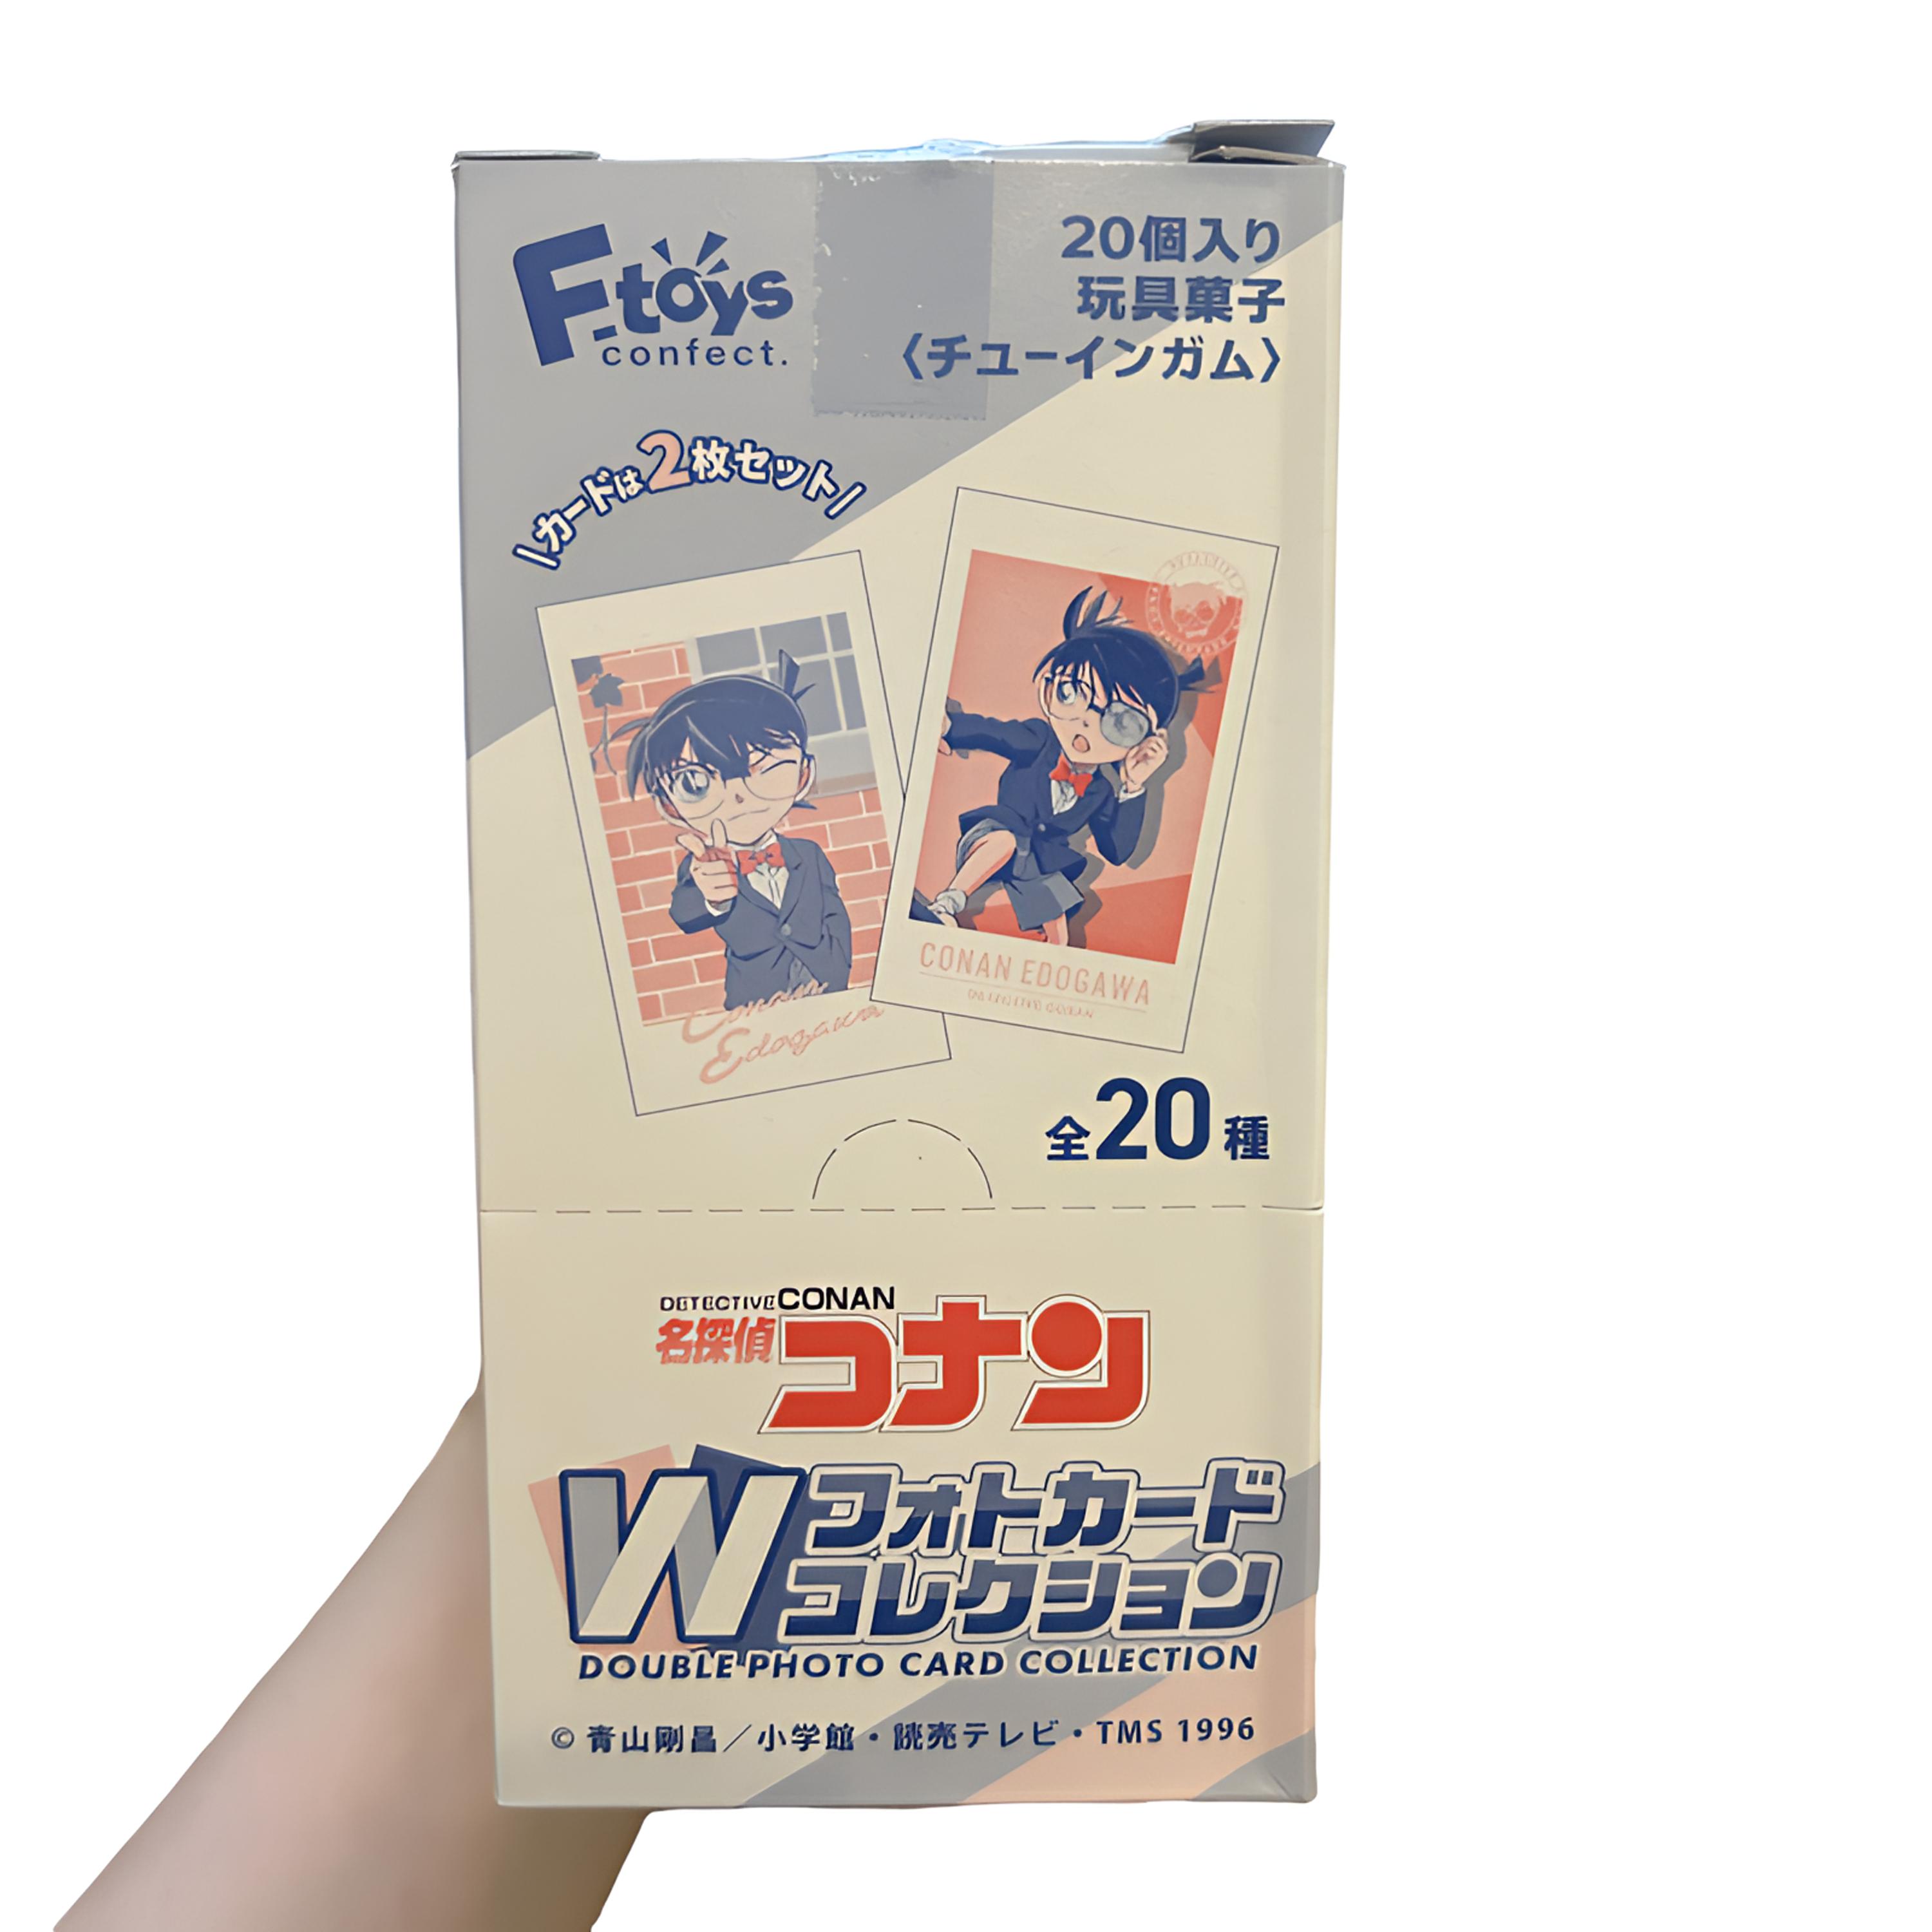 F-toys
confect.
20個入り
玩具菓子
〈チューインガム〉
\カードは2枚セット/
Conan
Edogawa
CONAN EDOGAWA
全20種
DETECTIVE CONAN
名探偵
コナン
W フォトカード
コレクション
DOUBLE PHOTO CARD COLLECTION
© 青山剛昌／小学館・読売テレビ・TMS 1996